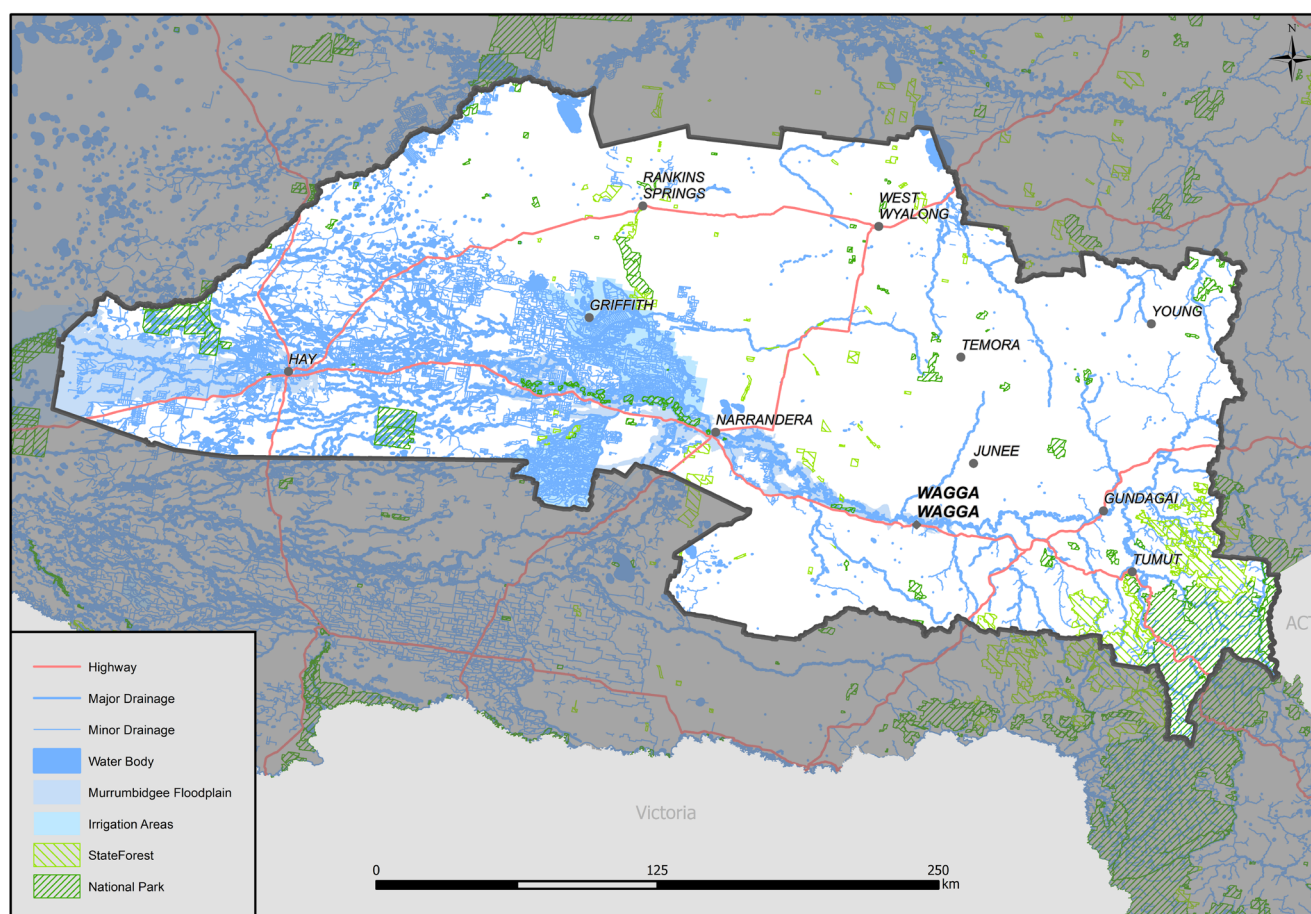 N
RANKINS
SPRINGS
WEST
WYALONG
GRIFFITH
YOUNG
HAY
TEMORA
NARRANDERA
JUNEE
WAGGA
WAGGA
GUNDAGAI
TUMUT
ACT
Highway
Major Drainage
Minor Drainage
Water Body
Murrumbidgee Floodplain
Irrigation Areas
StateForest
National Park
Victoria
0 125 250
km